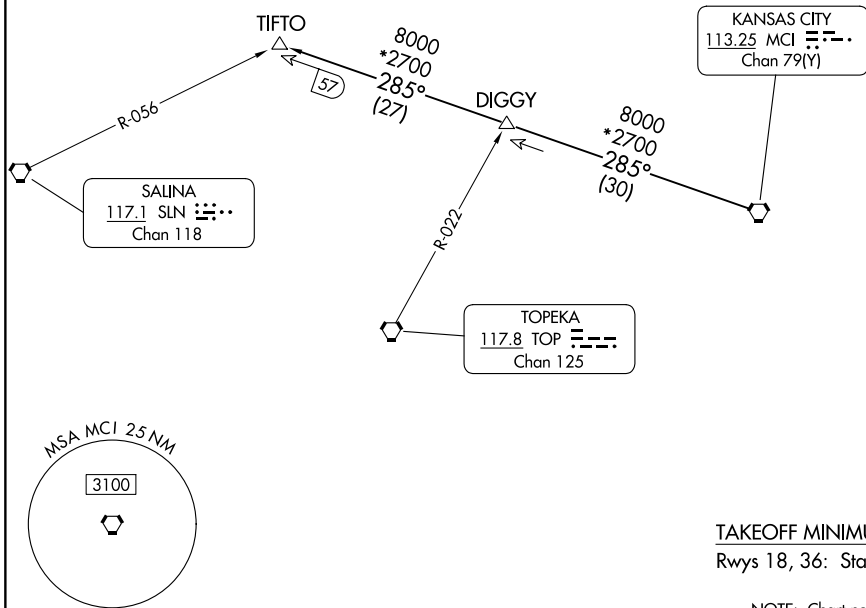 TIFTO
8000
*2700
285°
(27)
57
DIGGY
8000
*2700
285°
(30)
KANSAS CITY
113.25 MCI
Chan 79(Y)
R-056
SALINA
117.1 SLN
Chan 118
R-022
TOPEKA
117.8 TOP
Chan 125
MSA MCI 25 NM
3100
TAKEOFF MINIMU
Rwys 18, 36: Sta